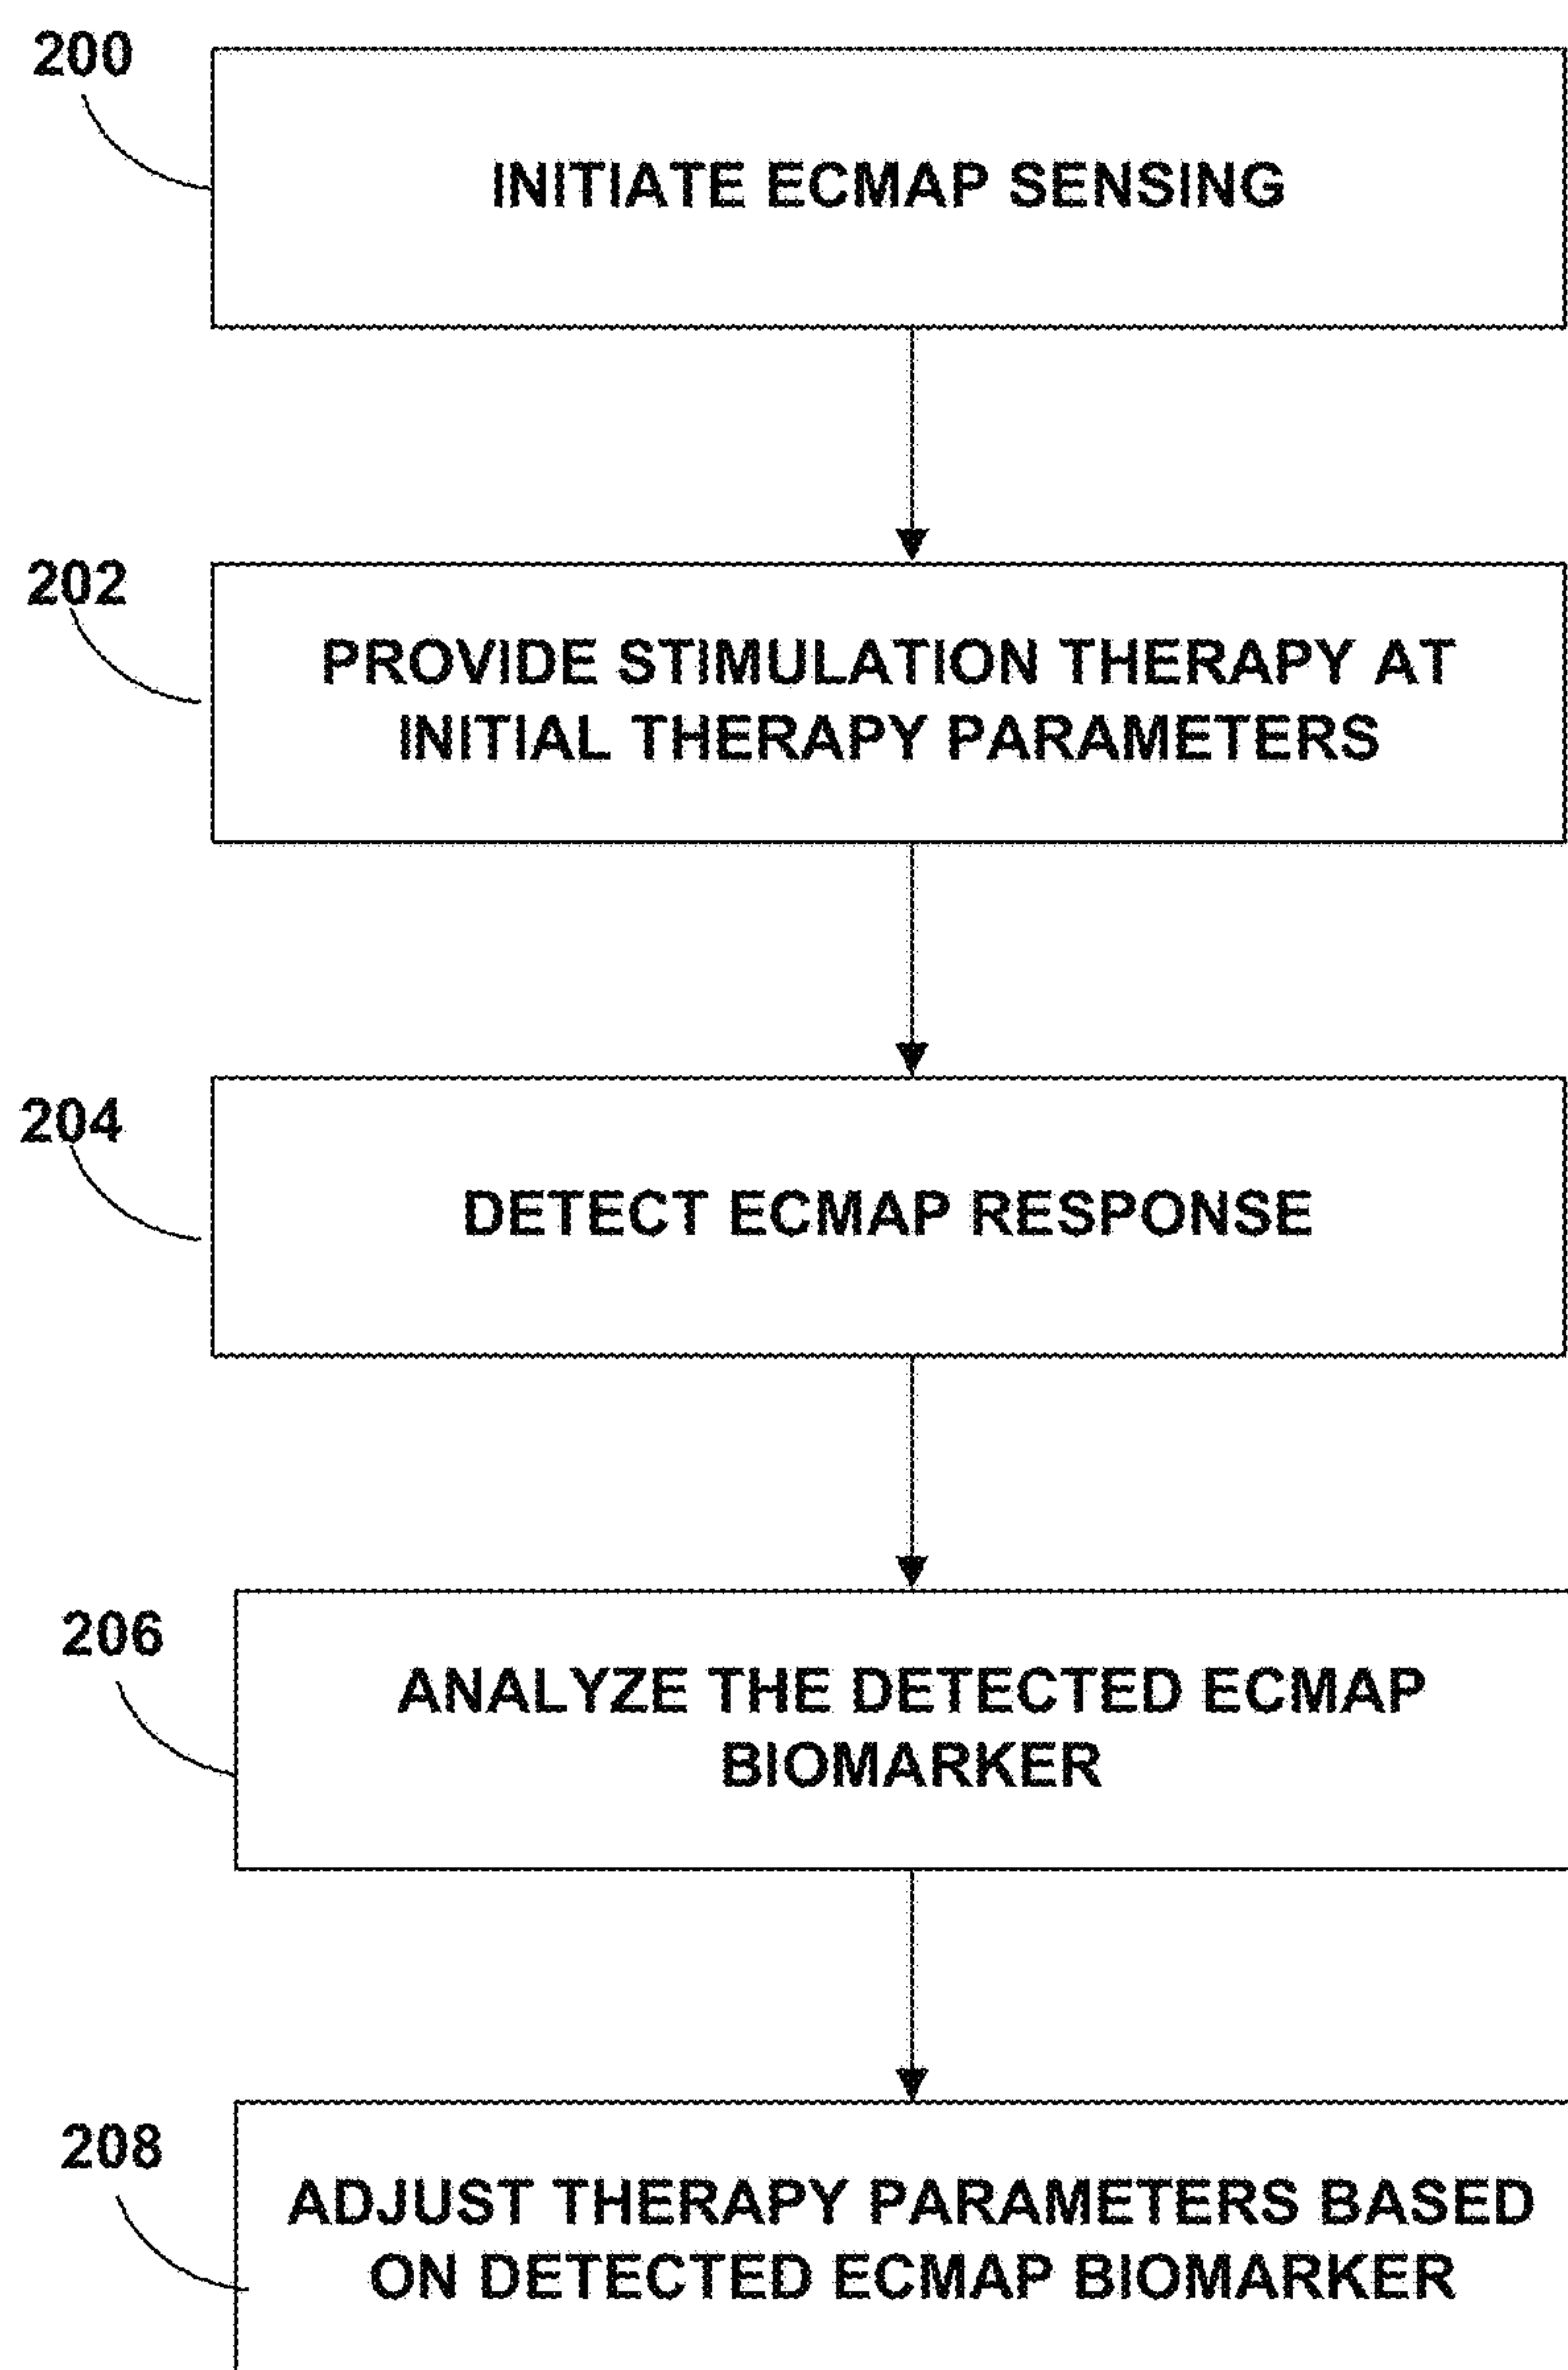 200
INITIATE ECMAP SENSING
202
PROVIDE STIMULATION THERAPY AT
INITIAL THERAPY PARAMETERS
204
DETECT ECMAP RESPONSE
206
ANALYZE THE DETECTED ECMAP
BIOMARKER
208
ADJUST THERAPY PARAMETERS BASED
ON DETECTED ECMAP BIOMARKER